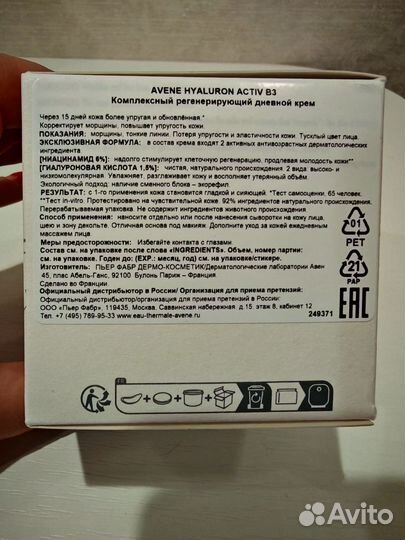 AVENE HYALURON ACTIV B3
Комплексный регенерирующий дневной крем
Через 15 дней кожа более упругая и обновлённая.*
Корректирует морщины, повышает упругость кожи.
ПОКАЗАНИЯ: морщины, тонкие линии. Потеря упругости и эластичности кожи. Тусклый цвет лица.
ЭКСКЛЮЗИВНАЯ ФОРМУЛА: в состав крема входят 2 активных антивозрастных дерматологических
ингредиента.
[НИАЦИНАМИД 6%]: надолго стимулирует клеточную регенерацию, продлевая молодость кожи**
[ГИАЛУРОНОВАЯ КИСЛОТА 1,5%]: чистая, натурального происхождения. 2 вида: высоко- и
низкомолекулярная. Увлажняет, разглаживает кожу и восполняет утерянный объём.
Экологичный подход: наличие сменного блока – экорефил.
РЕЗУЛЬТАТ: с 1-го применения кожа становится гладкой и сияющей. *Тест самооценки, 65 человек.
**Тест in-vitro. Протестировано на чувствительной коже. 92% ингредиентов натурального происхождения.
Перерабатываемая упаковка. Без ингредиентов животного происхождения
Способ применения: наносите отдельно или после нанесения сыворотки на кожу лица,
шею и зону декольте. Отличная основа под макияж. Дополните уход за кожей ежедневным
массажем лица.
Меры предосторожности: Избегайте контакта с глазами
Состав см. на упаковке после слова «INGREDIENTS». Объем, номер партии:
см. на упаковке. Годен до: (EXP.: месяц, год) см. на упаковке/стикере.
Изготовитель: ПЬЕР ФАБР ДЕРМО-КОСМЕТИК/Дерматологические лаборатории Авен
45, плас Абель-Ганс, 92100 Булонь Париж – Франция
Сделано во Франции
Официальный дистрибьютор в России/ Организация для приема претензий:
Официальный дистрибьютор/организация для приема претензий:
ООО «Пьер Фабр», 119435, Москва, Саввинская набережная д. 15, этаж 8, кабинет 12
Тел. +7 (495) 789-95-33 www.eau-thermale-avene.ru
249371
01
PET
21
PAP
EAC
FR
Avito